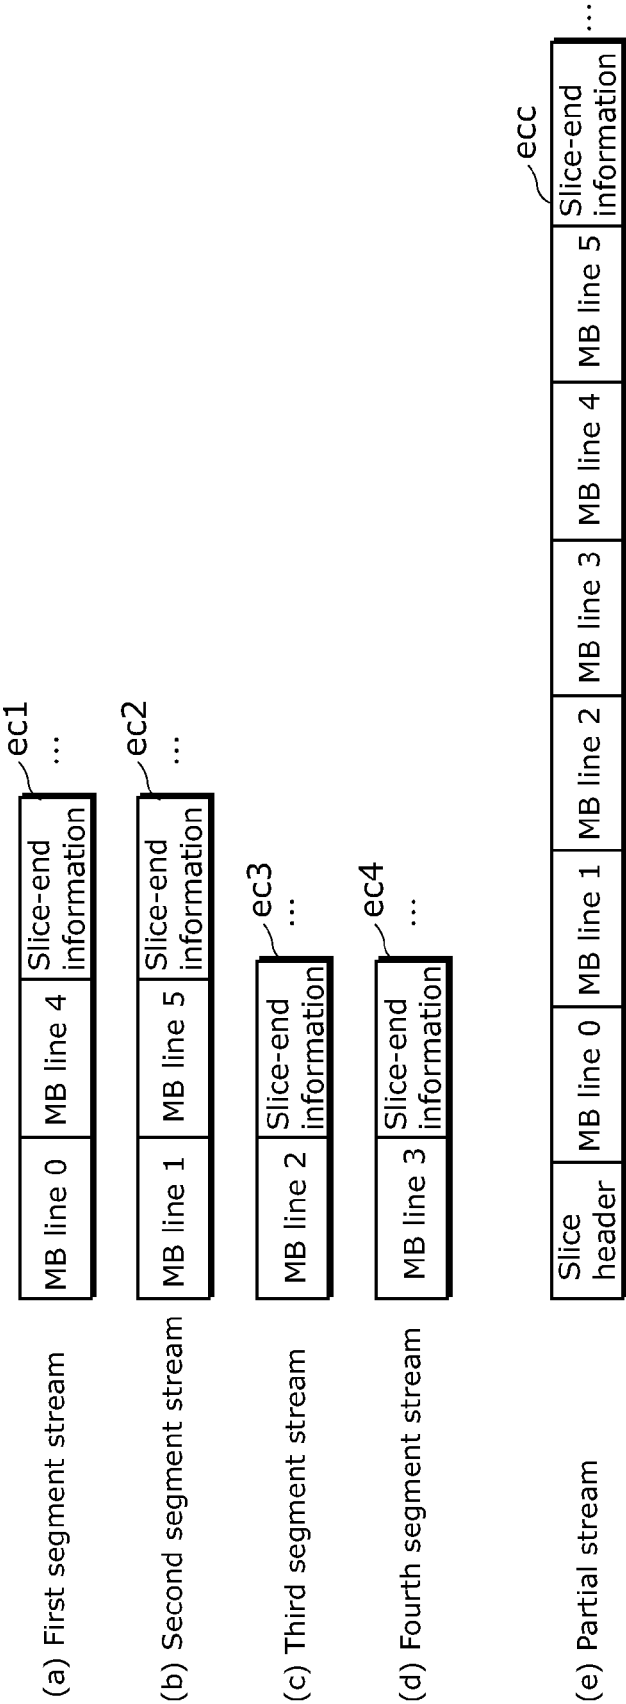 (a) First segment stream
MB line 0
MB line 4
Slice-end
information
ec1
...
(b) Second segment stream
MB line 1
MB line 5
Slice-end
information
ec2
...
(c) Third segment stream
MB line 2
Slice-end
information
ec3
...
(d) Fourth segment stream
MB line 3
Slice-end
information
ec4
...
(e) Partial stream
Slice
header
MB line 0
MB line 1
MB line 2
MB line 3
MB line 4
MB line 5
Slice-end
information
ecc
...